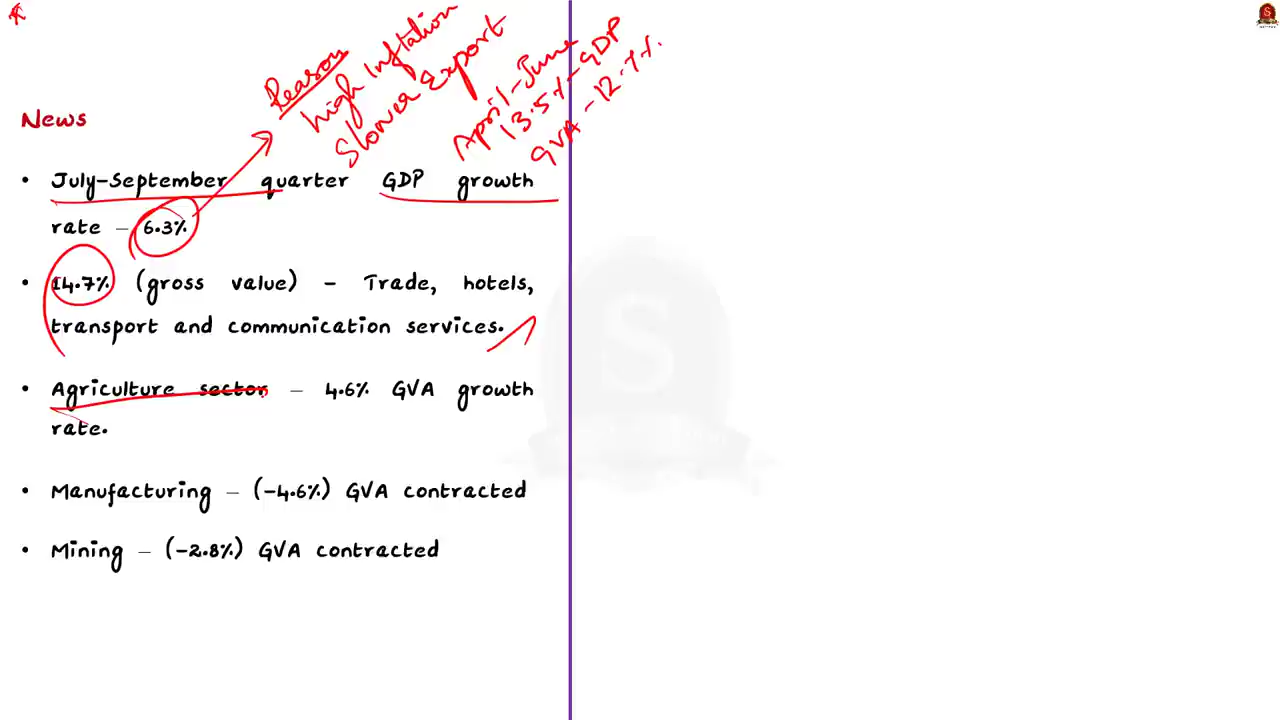 Reason
high Inflation
Slower Export
April-June
13.5% - GDP
GVA - 12.7%
News
• July-September quarter GDP growth
rate – 6.3%
• 14.7% (gross value) – Trade, hotels,
transport and communication services.
• Agriculture sector – 4.6% GVA growth
rate.
• Manufacturing – (-4.6%) GVA contracted
• Mining – (-2.8%) GVA contracted
S